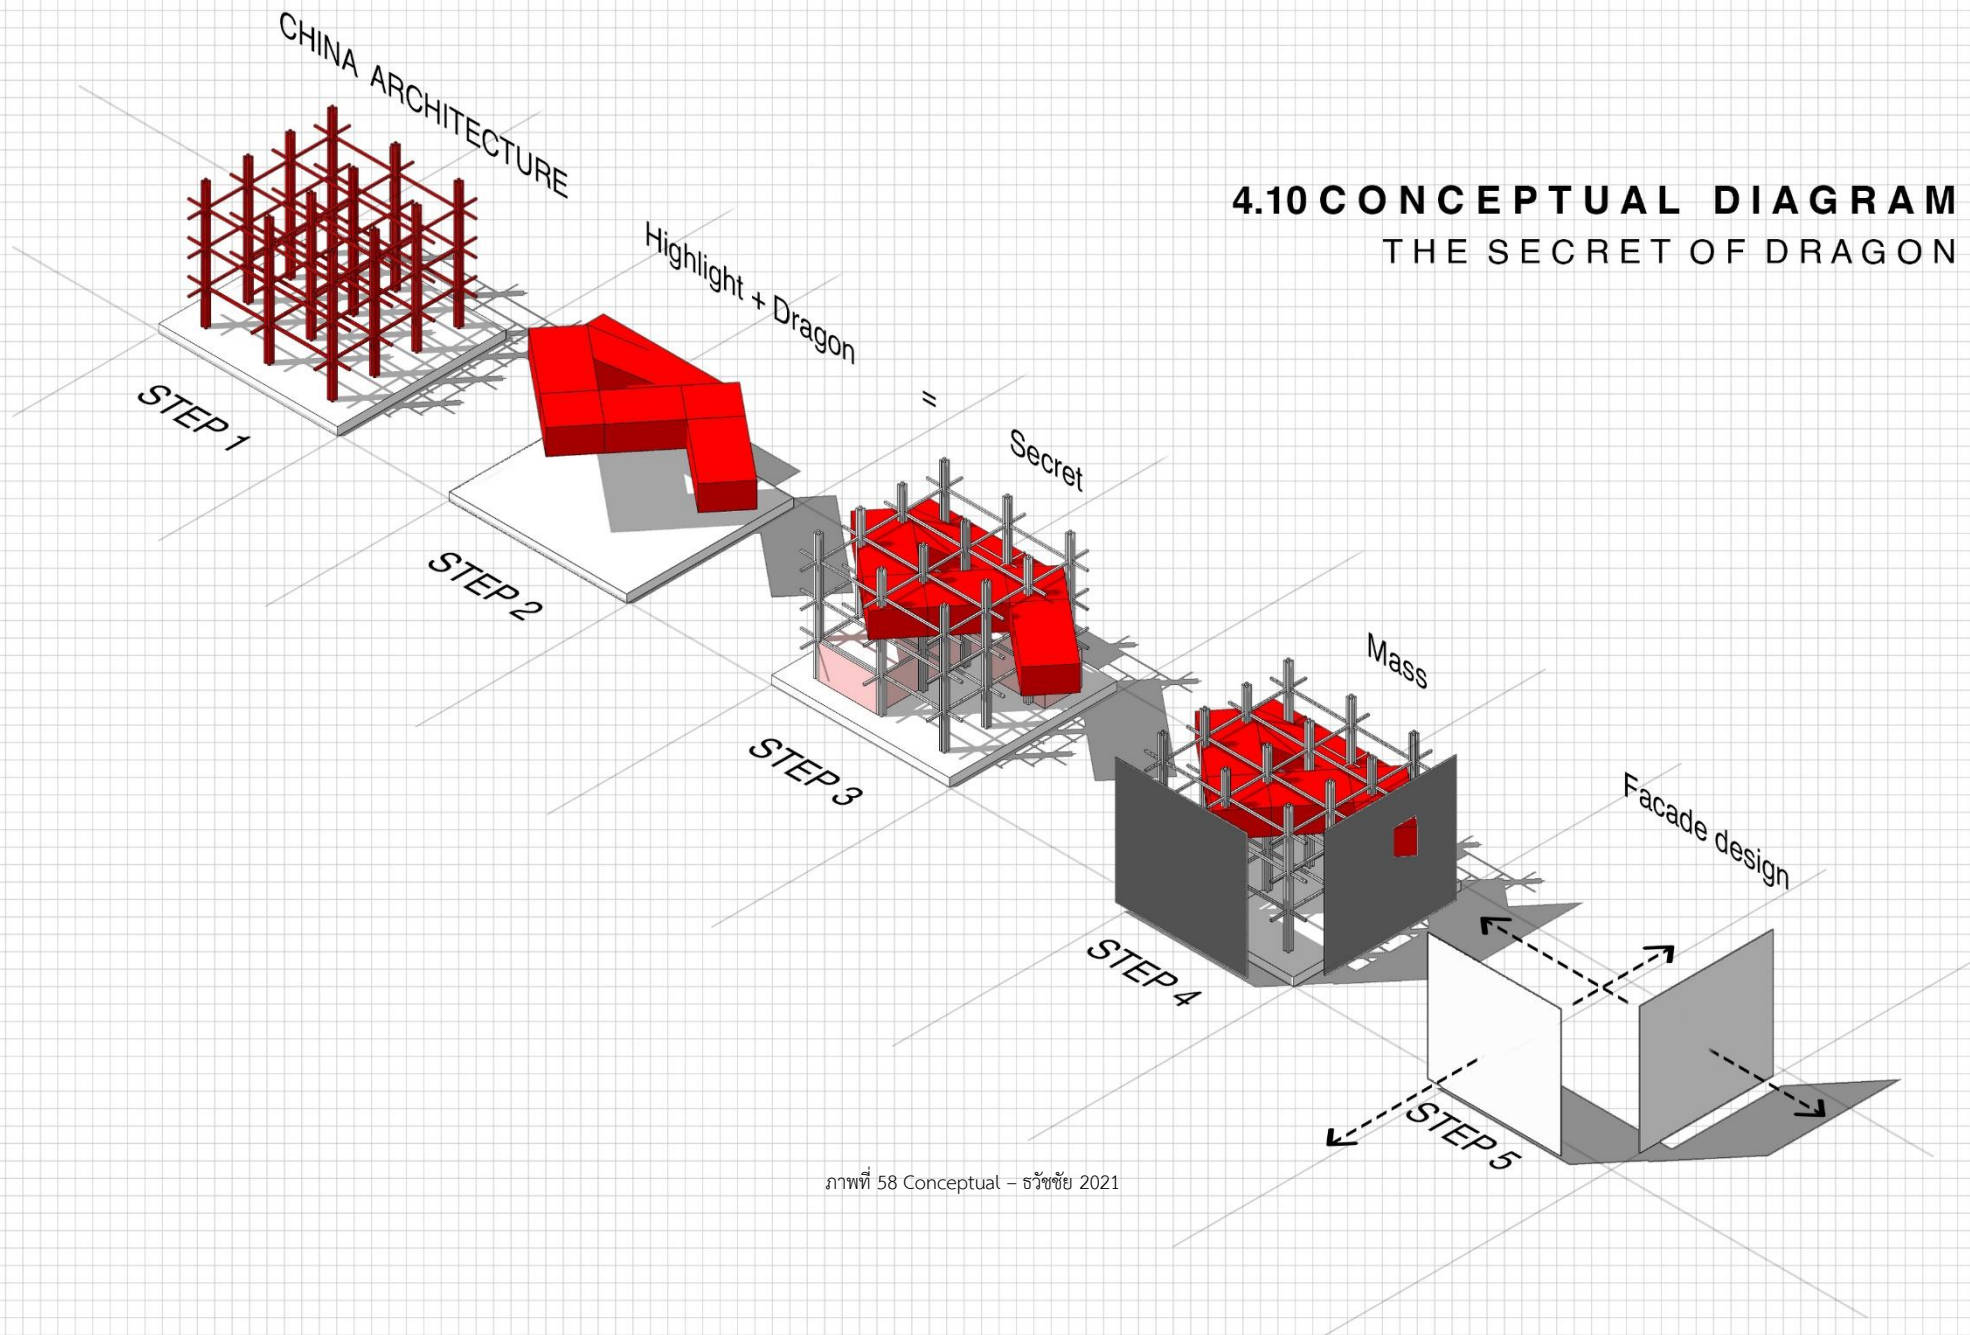 4.10 CONCEPTUAL DIAGRAM
THE SECRET OF DRAGON
CHINA ARCHITECTURE
STEP 1
Highlight + Dragon
STEP 2
=
Secret
STEP 3
Mass
STEP 4
Facade design
STEP 5
ภาพที่ 58 Conceptual – ธวัชชัย 2021